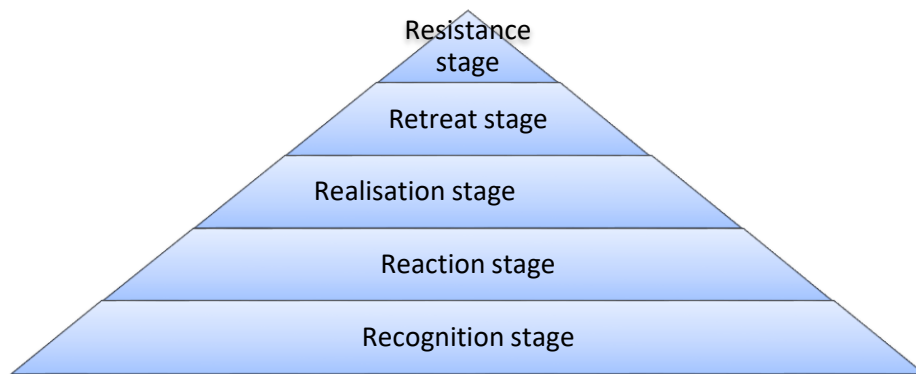 Resistance
stage
Retreat stage
Realisation stage
Reaction stage
Recognition stage